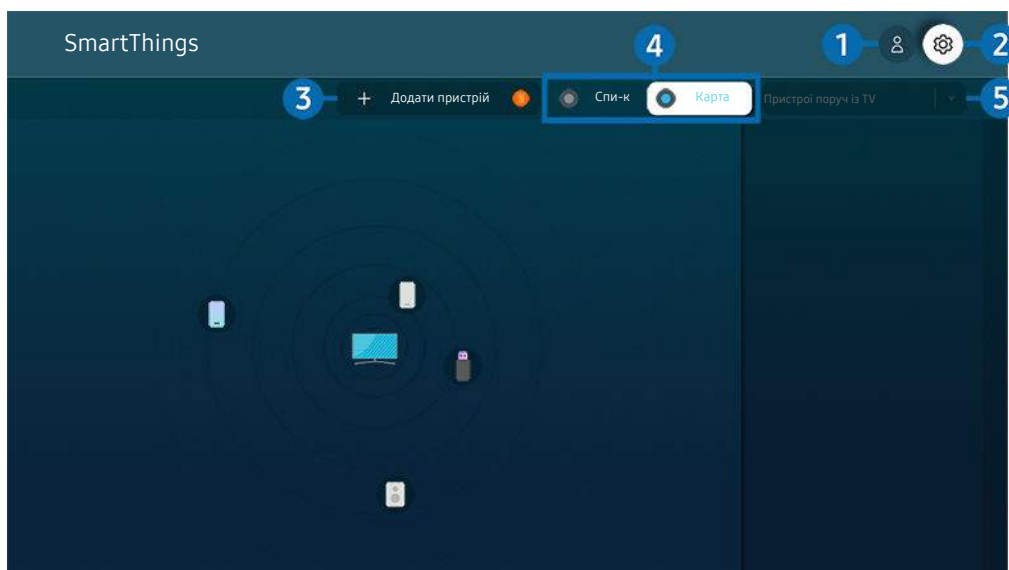 SmartThings
4
1
2
3
+ Додати пристрій
Спи-к
Карта
Пристрої поруч із TV
5